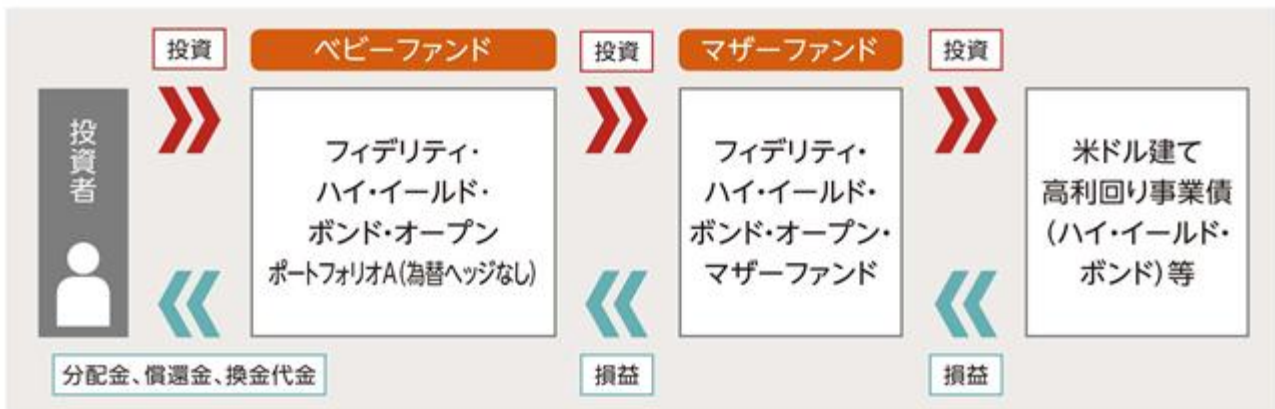 投資
ベビーファンド
投資
マザーファンド
投資
投資者
フィデリティ・
ハイ・イールド・
ボンド・オープン
ポートフォリオA(為替ヘッジなし)
フィデリティ・
ハイ・イールド・
ボンド・オープン・
マザーファンド
米ドル建て
高利回り事業債
(ハイ・イールド・
ボンド)等
分配金、償還金、換金代金
損益
損益